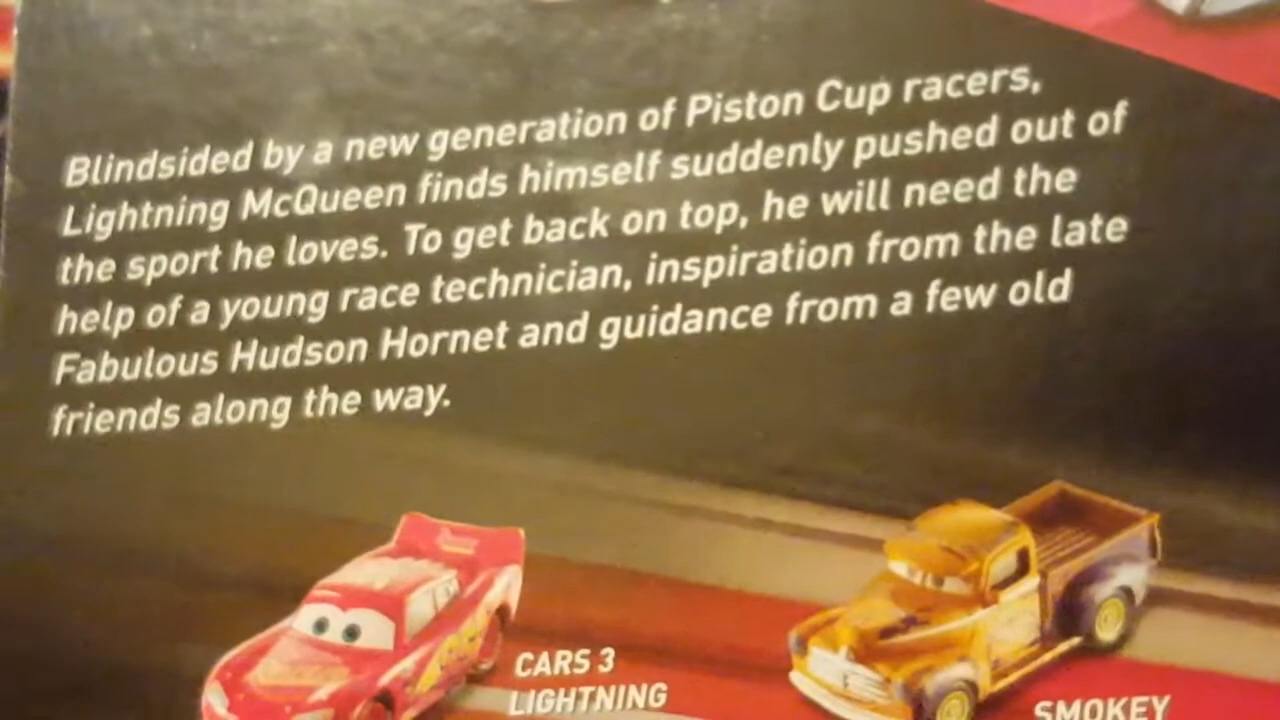 Blindsided by a new generation of Piston Cup racers,
Lightning McQueen finds himself suddenly pushed out of
the sport he loves. To get back on top, he will need the
help of a young race technician, inspiration from the late
Fabulous Hudson Hornet and guidance from a few old
friends along the way.
CARS 3
LIGHTNING
SMOKEY